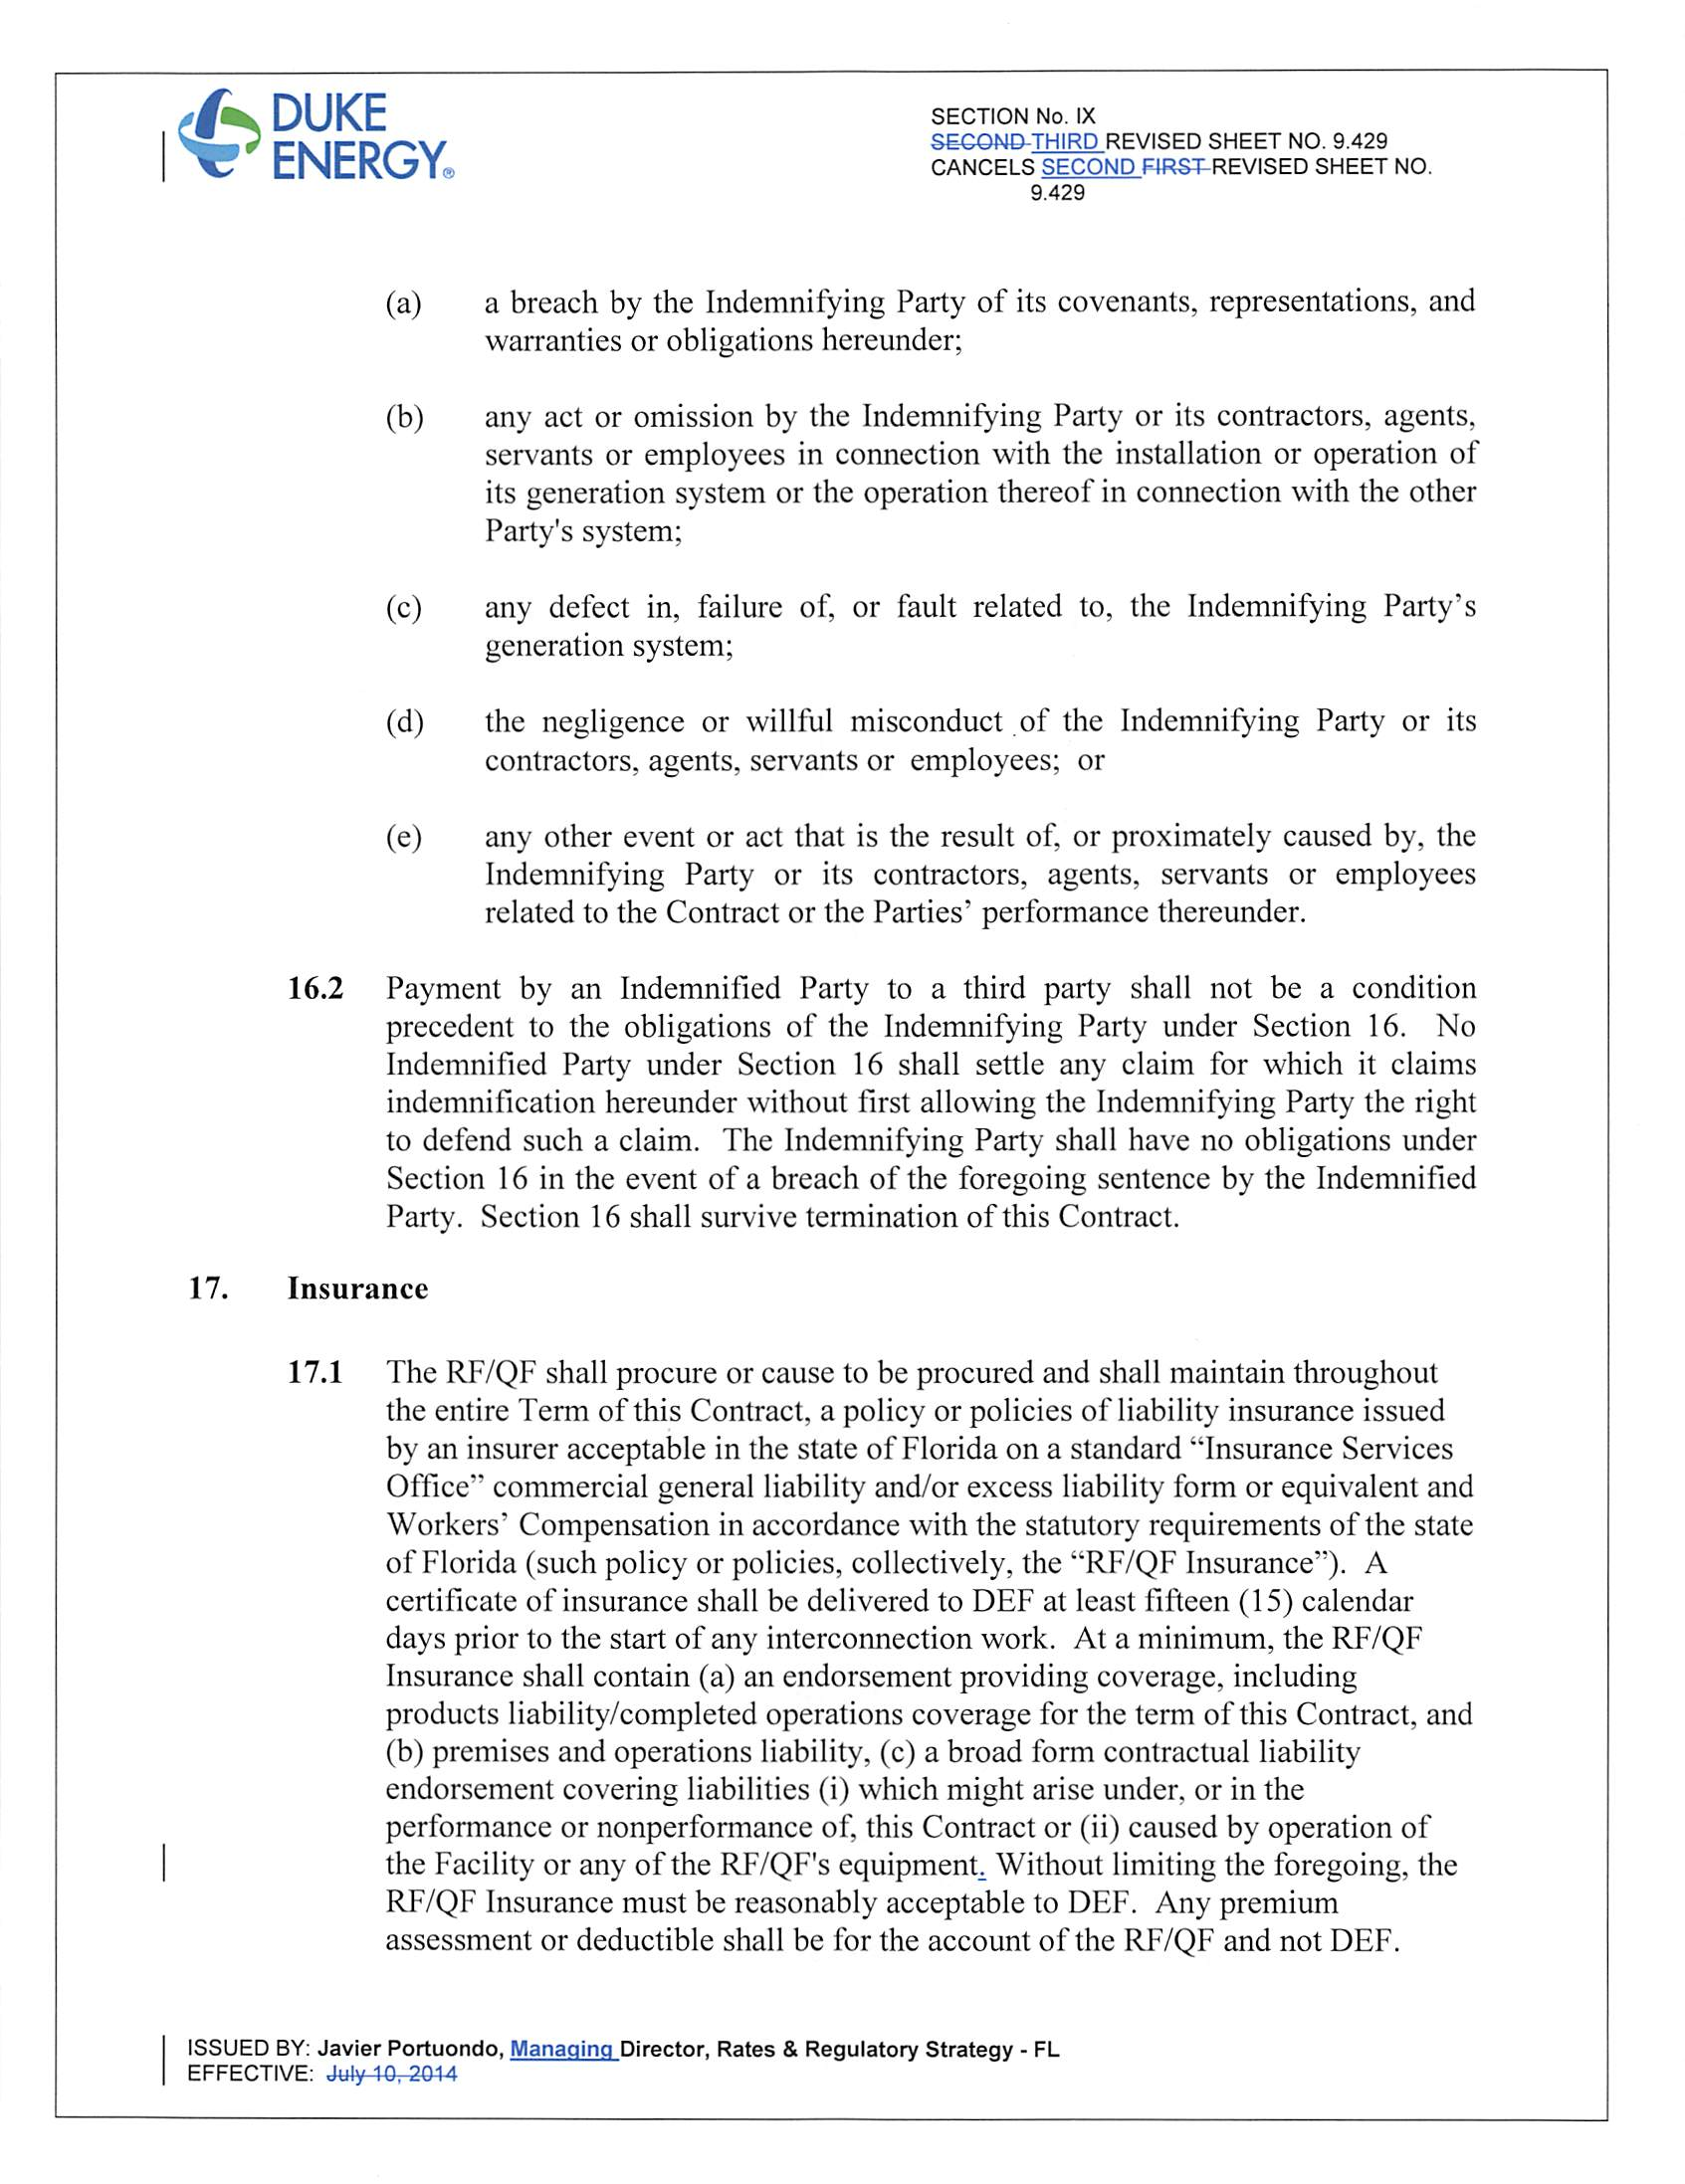 DUKE
ENERGY®
SECTION No. IX
SECOND THIRD REVISED SHEET NO. 9.429
CANCELS SECOND FIRST REVISED SHEET NO.
9.429
(a) a breach by the Indemnifying Party of its covenants, representations, and
warranties or obligations hereunder;
(b) any act or omission by the Indemnifying Party or its contractors, agents,
servants or employees in connection with the installation or operation of
its generation system or the operation thereof in connection with the other
Party's system;
(c) any defect in, failure of, or fault related to, the Indemnifying Party’s
generation system;
(d) the negligence or willful misconduct of the Indemnifying Party or its
contractors, agents, servants or employees; or
(e) any other event or act that is the result of, or proximately caused by, the
Indemnifying Party or its contractors, agents, servants or employees
related to the Contract or the Parties’ performance thereunder.
16.2 Payment by an Indemnified Party to a third party shall not be a condition
precedent to the obligations of the Indemnifying Party under Section 16. No
Indemnified Party under Section 16 shall settle any claim for which it claims
indemnification hereunder without first allowing the Indemnifying Party the right
to defend such a claim. The Indemnifying Party shall have no obligations under
Section 16 in the event of a breach of the foregoing sentence by the Indemnified
Party. Section 16 shall survive termination of this Contract.
17. Insurance
17.1 The RF/QF shall procure or cause to be procured and shall maintain throughout
the entire Term of this Contract, a policy or policies of liability insurance issued
by an insurer acceptable in the state of Florida on a standard “Insurance Services
Office” commercial general liability and/or excess liability form or equivalent and
Workers’ Compensation in accordance with the statutory requirements of the state
of Florida (such policy or policies, collectively, the “RF/QF Insurance”). A
certificate of insurance shall be delivered to DEF at least fifteen (15) calendar
days prior to the start of any interconnection work. At a minimum, the RF/QF
Insurance shall contain (a) an endorsement providing coverage, including
products liability/completed operations coverage for the term of this Contract, and
(b) premises and operations liability, (c) a broad form contractual liability
endorsement covering liabilities (i) which might arise under, or in the
performance or nonperformance of, this Contract or (ii) caused by operation of
the Facility or any of the RF/QF's equipment. Without limiting the foregoing, the
RF/QF Insurance must be reasonably acceptable to DEF. Any premium
assessment or deductible shall be for the account of the RF/QF and not DEF.
ISSUED BY: Javier Portuondo, Managing Director, Rates & Regulatory Strategy - FL
EFFECTIVE: July 10, 2014